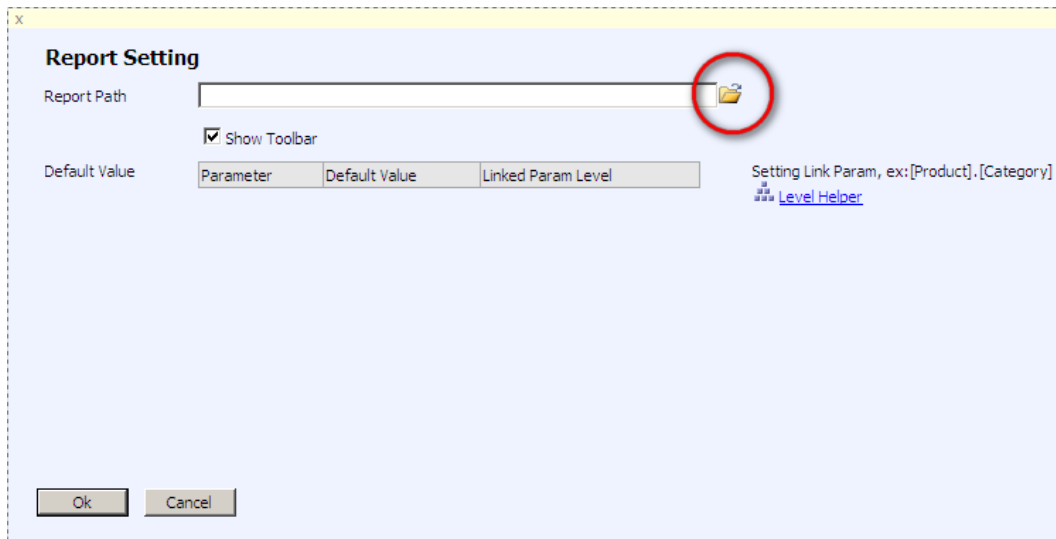 x
Report Setting
Report Path
Show Toolbar
Default Value
Parameter Default Value Linked Param Level
Setting Link Param, ex:[Product].[Category]
Level Helper
Ok Cancel